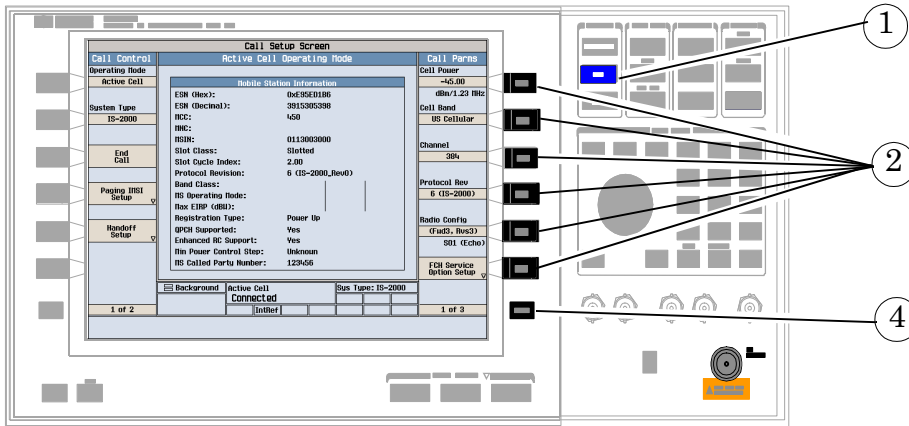 Call Setup Screen
Call Control
Active Cell Operating Mode
Call Parms
Operating Mode
Active Cell
System Type
IS-2000
End
Call
Paging IMSI
Setup
Handoff
Setup
1 of 2
Mobile Station Information
ESN (Hex): 0xE95ED1B6
ESN (Decimal): 3915305398
MCC: 450
MNC:
MSIN: 0113003000
Slot Class: Slotted
Slot Cycle Index: 2.00
Protocol Revision: 6 (IS-2000_Rev0)
Band Class:
MS Operating Mode:
Max EIRP (dBW):
Registration Type: Power Up
QPCH Supported: Yes
Enhanced RC Support: Yes
Min Power Control Step: Unknown
MS Called Party Number: 123456
Background
Active Cell
Sys Type: IS-2000
Connected
IntRef
Cell Power
-45.00
dBm/1.23 MHz
Cell Band
US Cellular
Channel
384
Protocol Rev
6 (IS-2000)
Radio Config
(Fwd3, Rvs3)
SO1 (Echo)
FCH Service
Option Setup
1 of 3
1
2
4